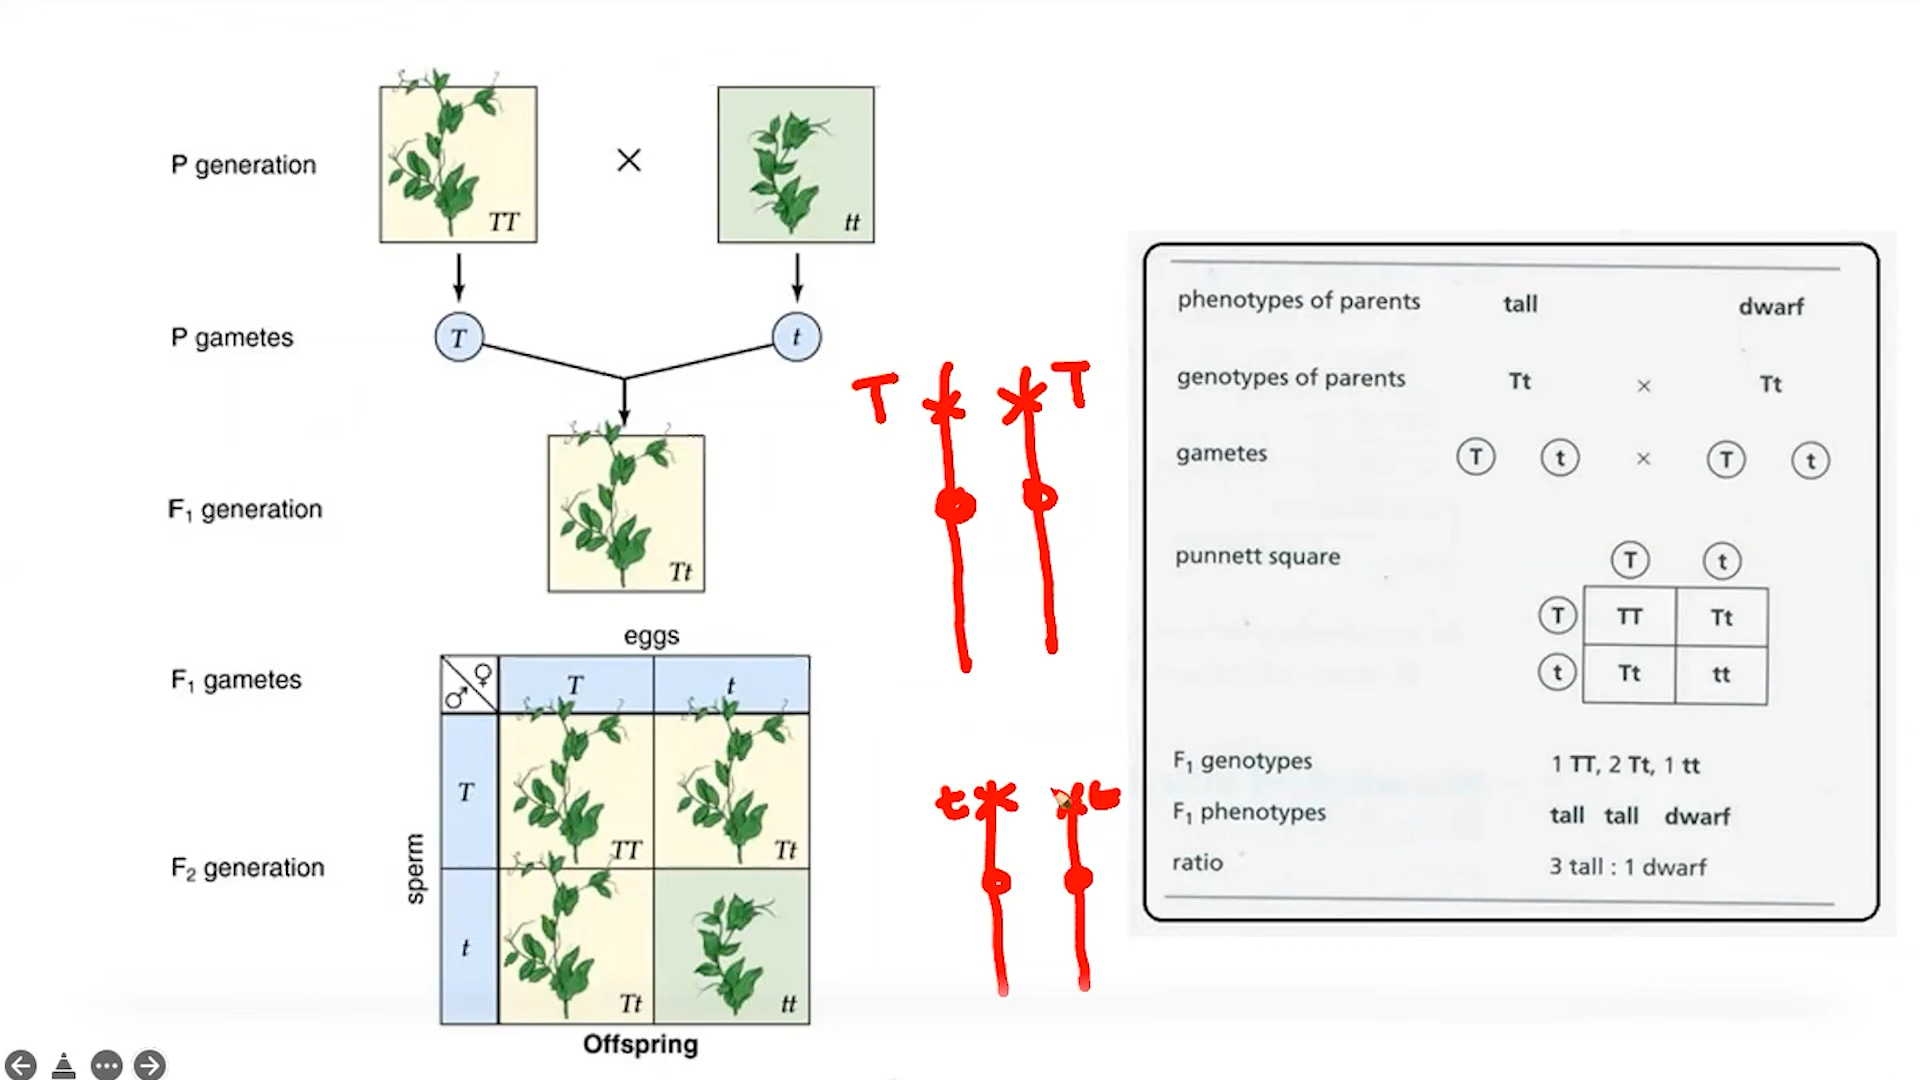 P generation
TT
×
tt
P gametes
T
t
F₁ generation
Tt
eggs
F₁ gametes
♀
♂
T
t
F₂ generation
sperm
T
TT
Tt
t
Tt
tt
Offspring
T
T
t
t
phenotypes of parents tall dwarf
genotypes of parents Tt × Tt
gametes T t × T t
punnett square T t
T TT Tt
t Tt tt
F₁ genotypes 1 TT, 2 Tt, 1 tt
F₁ phenotypes tall tall dwarf
ratio 3 tall : 1 dwarf